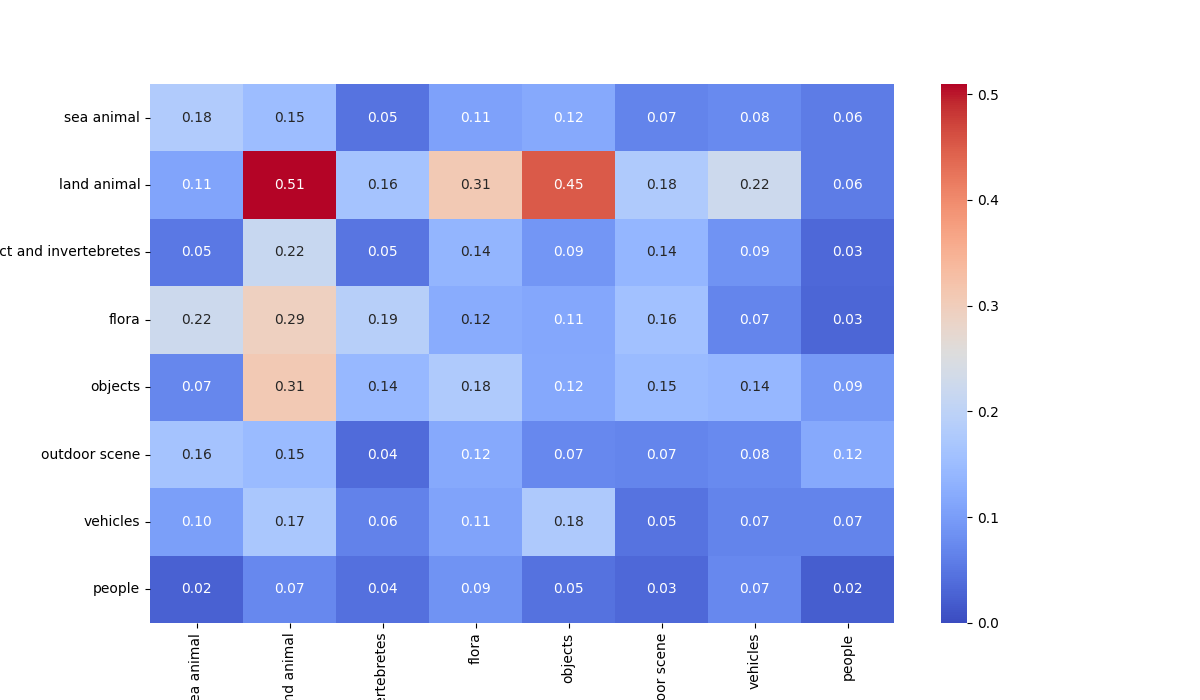 sea animal 0.18 0.15 0.05 0.11 0.12 0.07 0.08 0.06
land animal 0.11 0.51 0.16 0.31 0.45 0.18 0.22 0.06
ct and invertebretes 0.05 0.22 0.05 0.14 0.09 0.14 0.09 0.03
flora 0.22 0.29 0.19 0.12 0.11 0.16 0.07 0.03
objects 0.07 0.31 0.14 0.18 0.12 0.15 0.14 0.09
outdoor scene 0.16 0.15 0.04 0.12 0.07 0.07 0.08 0.12
vehicles 0.10 0.17 0.06 0.11 0.18 0.05 0.07 0.07
people 0.02 0.07 0.04 0.09 0.05 0.03 0.07 0.02
ea animal
nd animal
ertebretes
flora
objects
oor scene
vehicles
people
0.5
0.4
0.3
0.2
0.1
0.0